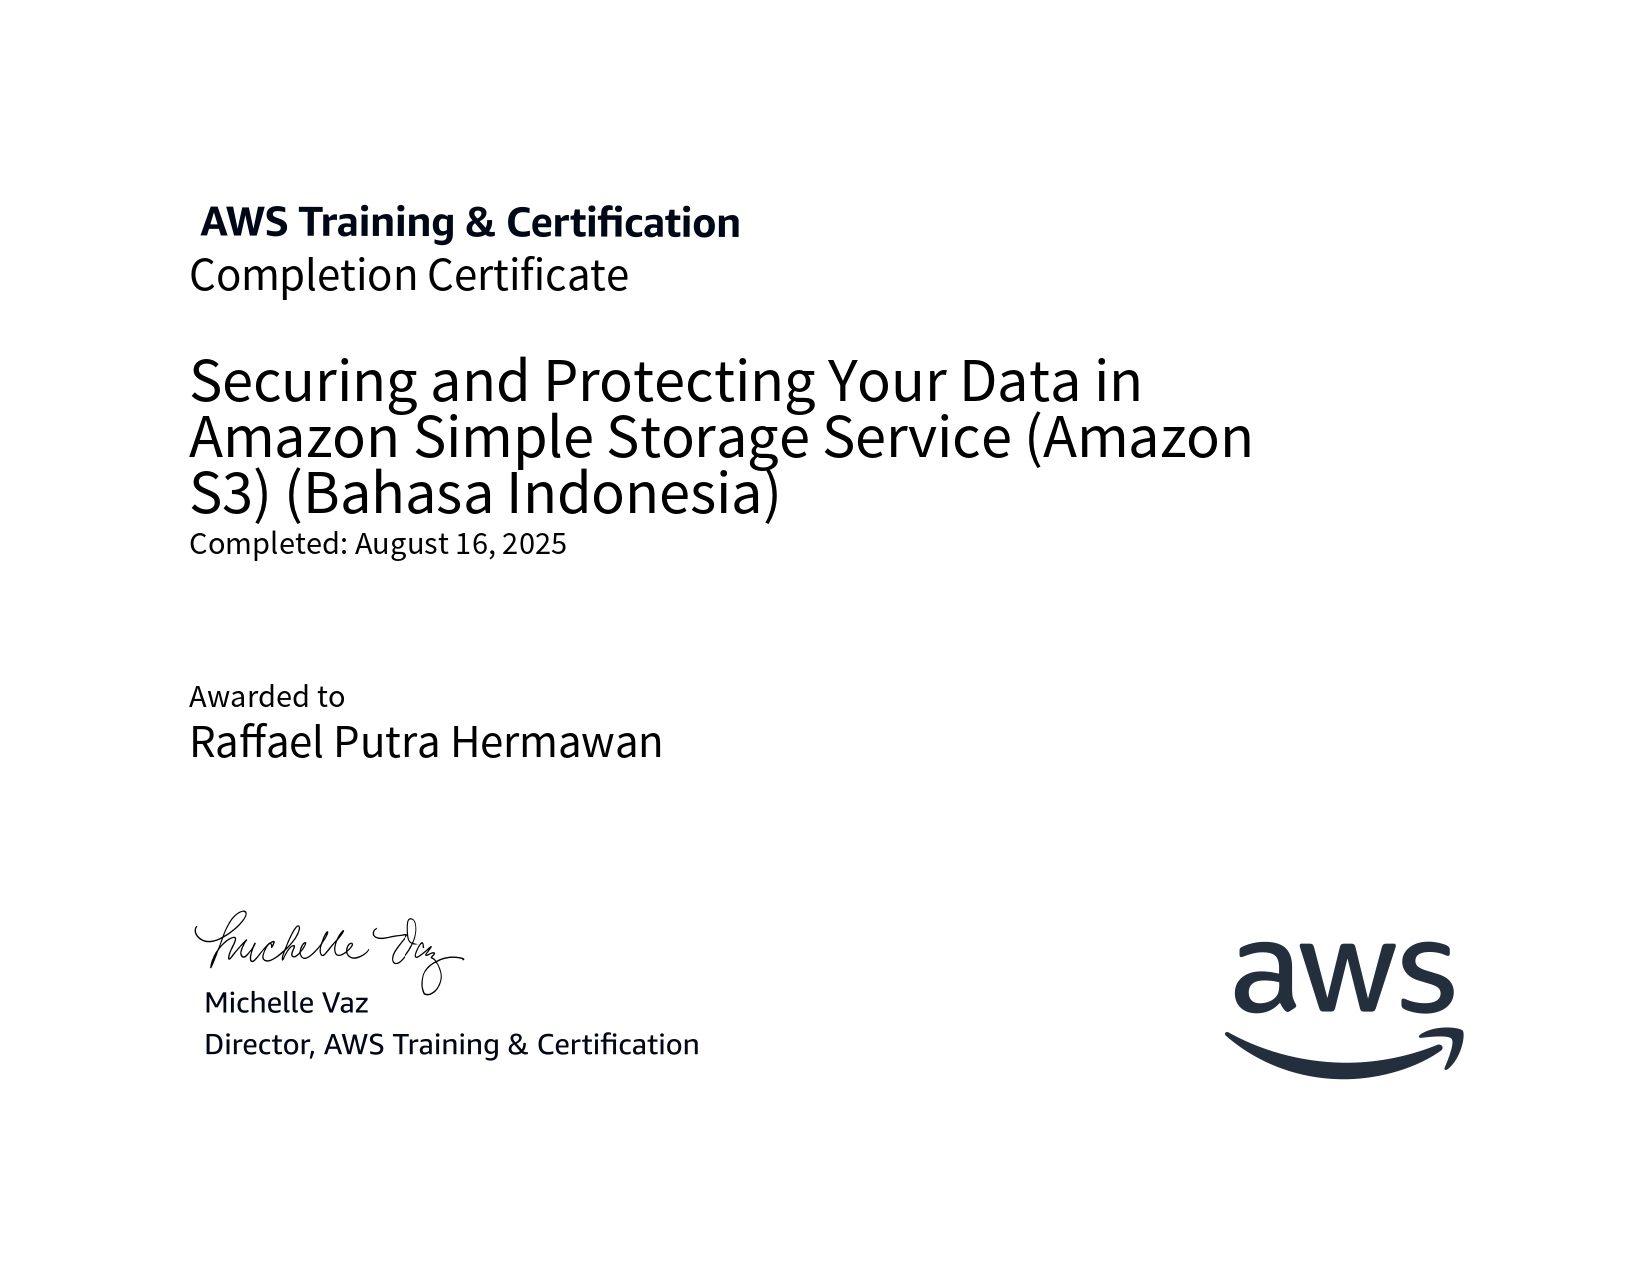 AWS Training & Certification
Completion Certificate
Securing and Protecting Your Data in
Amazon Simple Storage Service (Amazon
S3) (Bahasa Indonesia)
Completed: August 16, 2025
Awarded to
Raffael Putra Hermawan
Michelle Vaz
Michelle Vaz
Director, AWS Training & Certification
aws